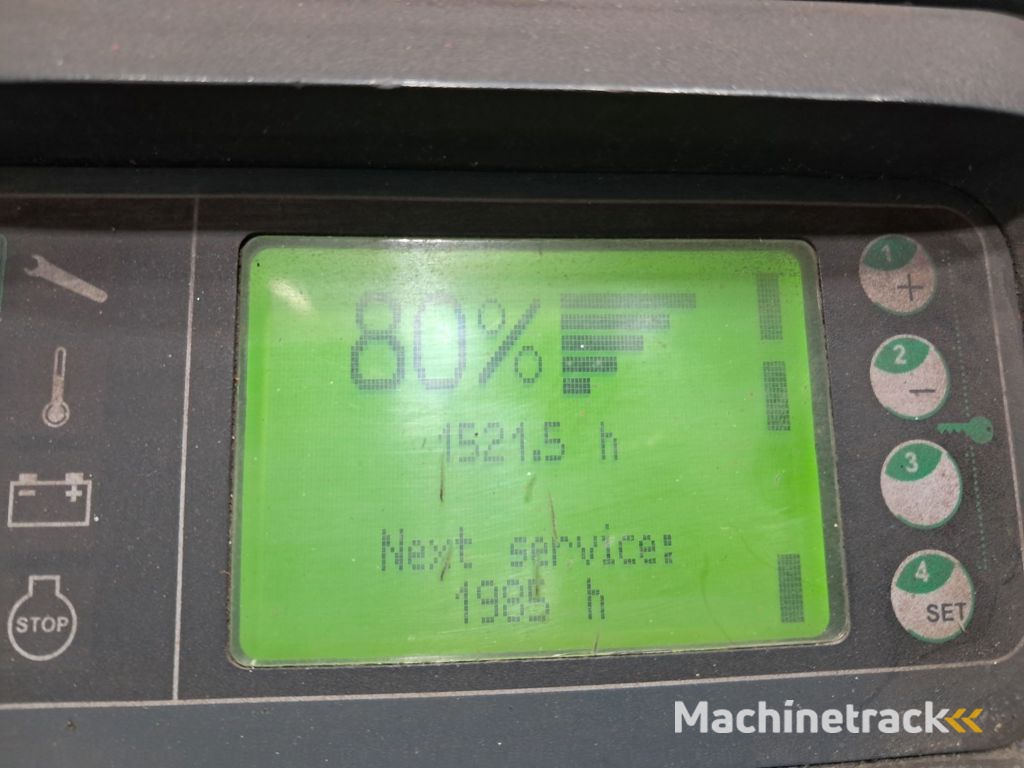 80%
1521.5 h
Next service:
1985 h
1
+
2
−
3
4
SET
- +
STOP
Machinetrack